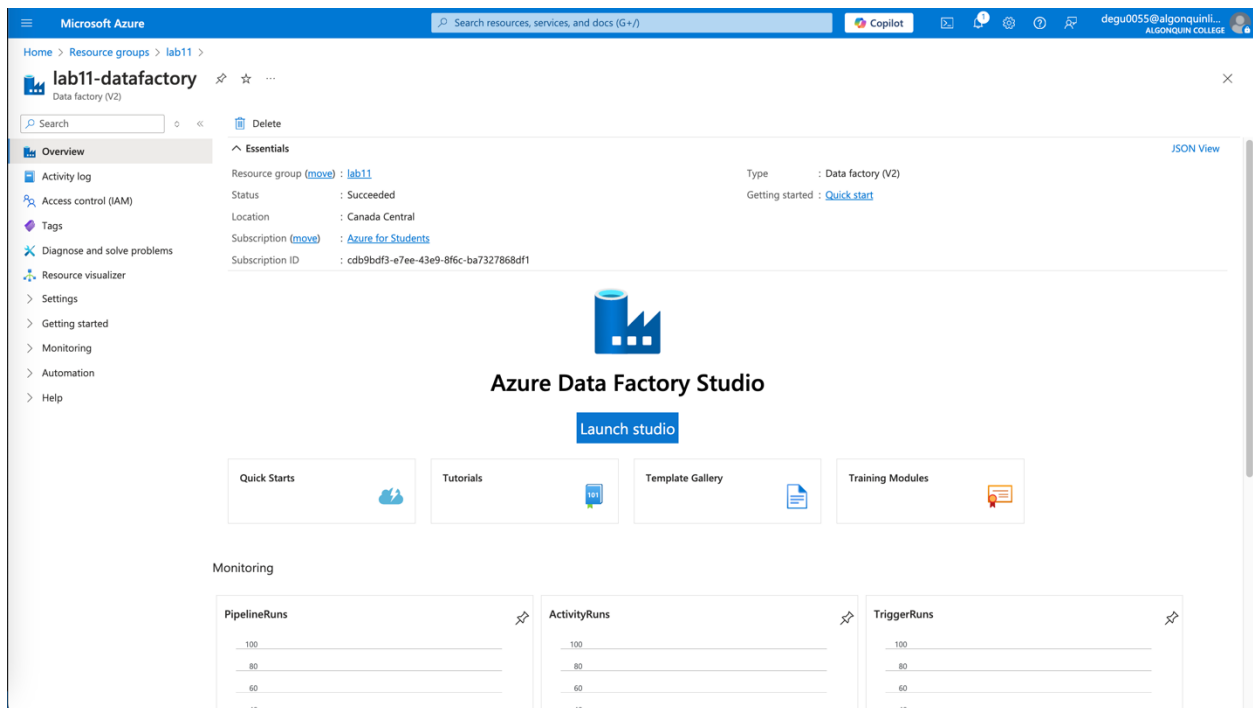 Microsoft Azure
Search resources, services, and docs (G+/)
Copilot
1
degu0055@algonquinli...
ALGONQUIN COLLEGE
Home > Resource groups > lab11 >
lab11-datafactory
Data factory (V2)
Search
Delete
Overview
Activity log
Access control (IAM)
Tags
Diagnose and solve problems
Resource visualizer
Settings
Getting started
Monitoring
Automation
Help
Essentials
JSON View
Resource group (move) : lab11
Status : Succeeded
Location : Canada Central
Subscription (move) : Azure for Students
Subscription ID : cdb9bdf3-e7ee-43e9-8f6c-ba7327868df1
Type : Data factory (V2)
Getting started : Quick start
Azure Data Factory Studio
Launch studio
Quick Starts
Tutorials
101
Template Gallery
Training Modules
Monitoring
PipelineRuns
100
80
60
ActivityRuns
100
80
60
TriggerRuns
100
80
60